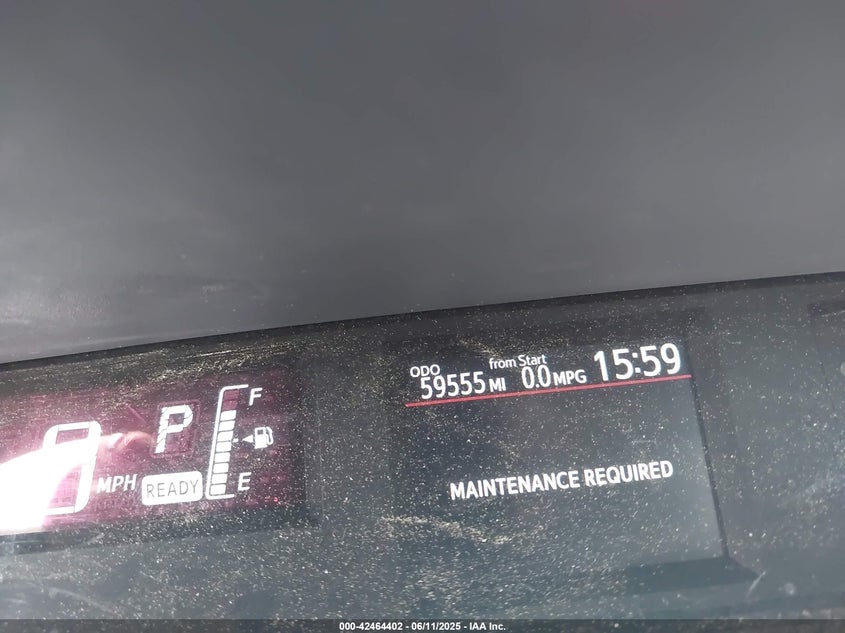 ODO
59555 MI
from Start
0.0 MPG
15:59
MAINTENANCE REQUIRED
0 MPH
P
READY
F
E
000-42464402 - 06/11/2025 - IAA Inc.